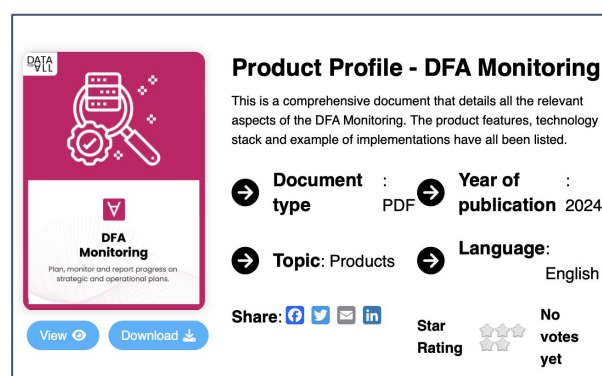 DATA
FOR ALL
DFA
Monitoring
Plan, monitor and report progress on
strategic and operational plans.
View
Download
Product Profile - DFA Monitoring
This is a comprehensive document that details all the relevant
aspects of the DFA Monitoring. The product features, technology
stack and example of implementations have all been listed.
Document type : PDF
Year of publication : 2024
Topic: Products
Language: English
Share:
Star Rating
No votes yet